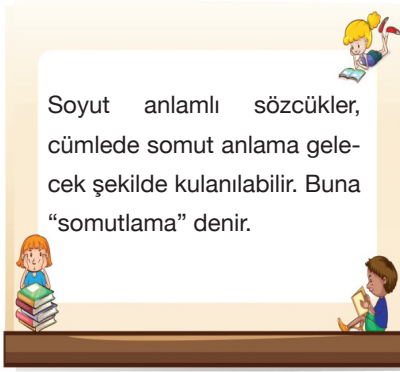 Soyut anlamlı sözcükler,
cümlede somut anlama gele-
cek şekilde kulanılabilir. Buna
“somutlama” denir.